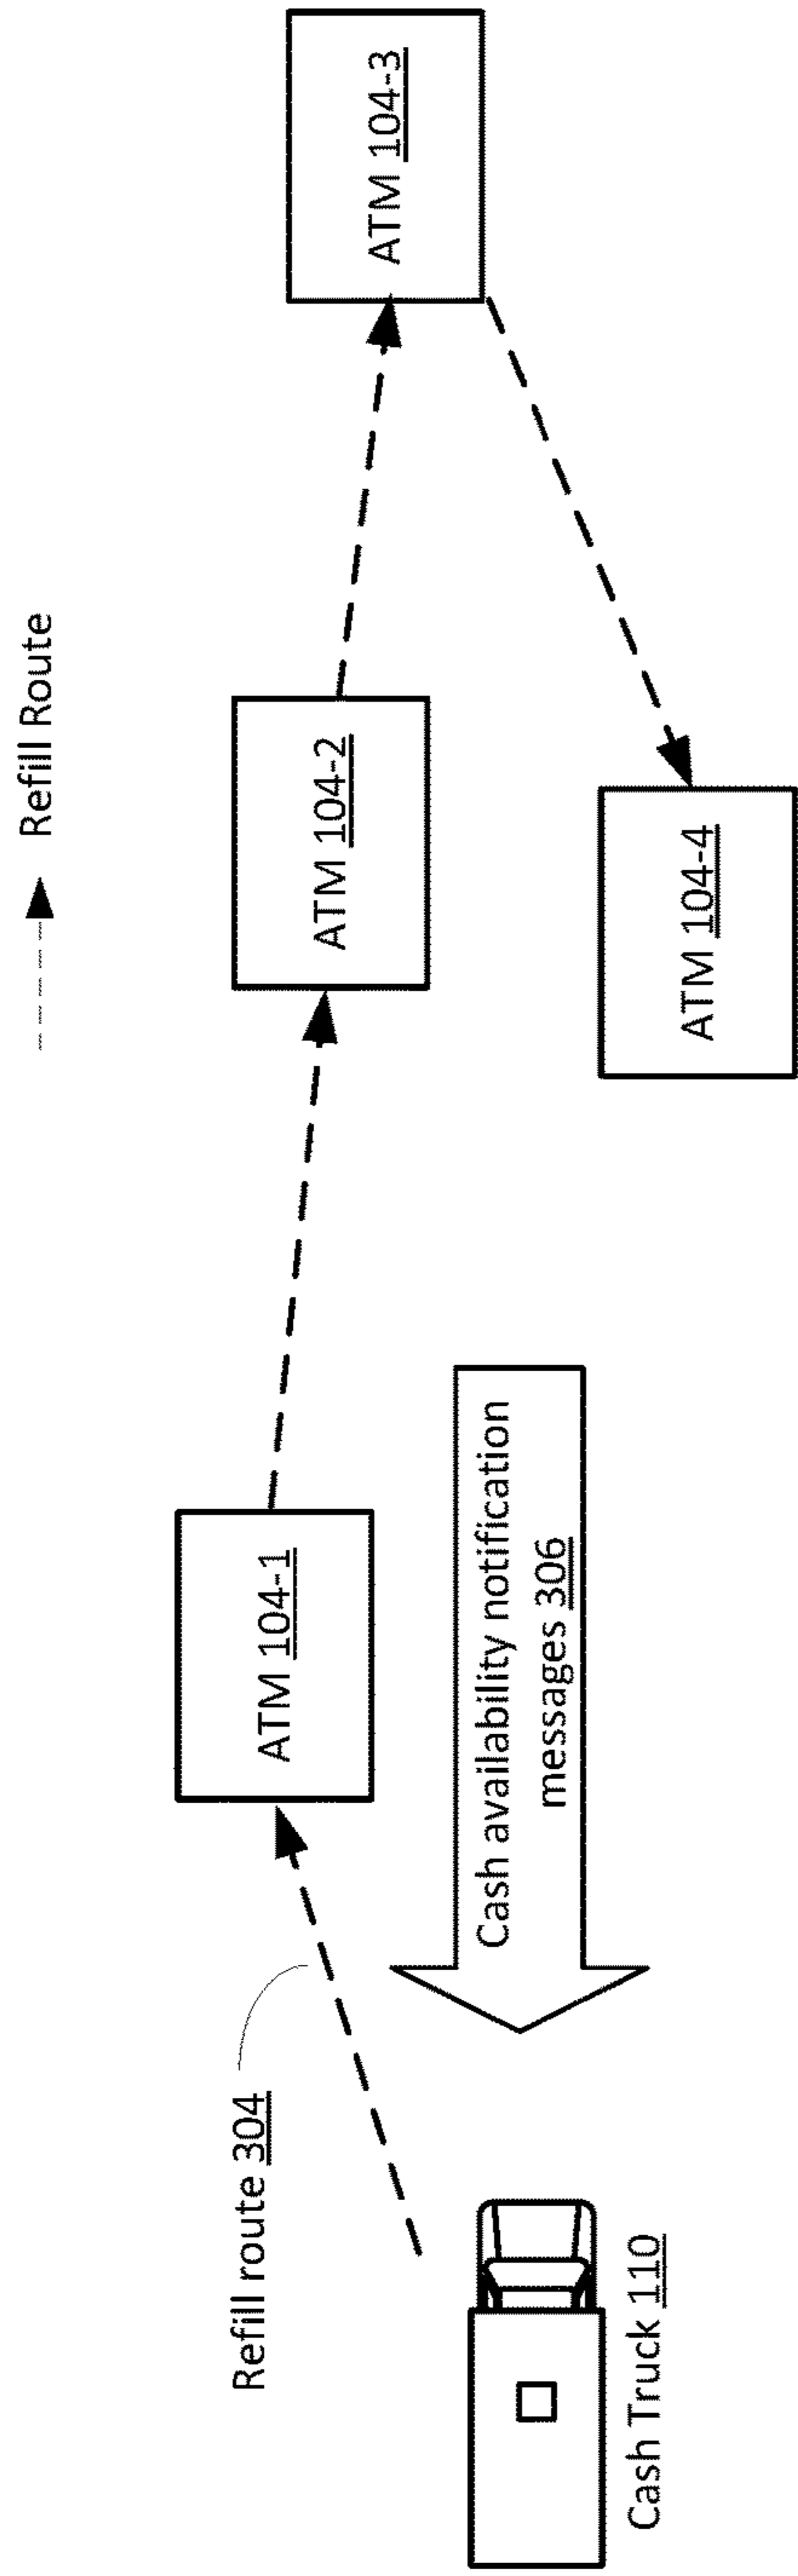 Refill Route
Refill route 304
ATM 104-1
ATM 104-2
ATM 104-3
Cash availability notification
messages 306
ATM 104-4
Cash Truck 110